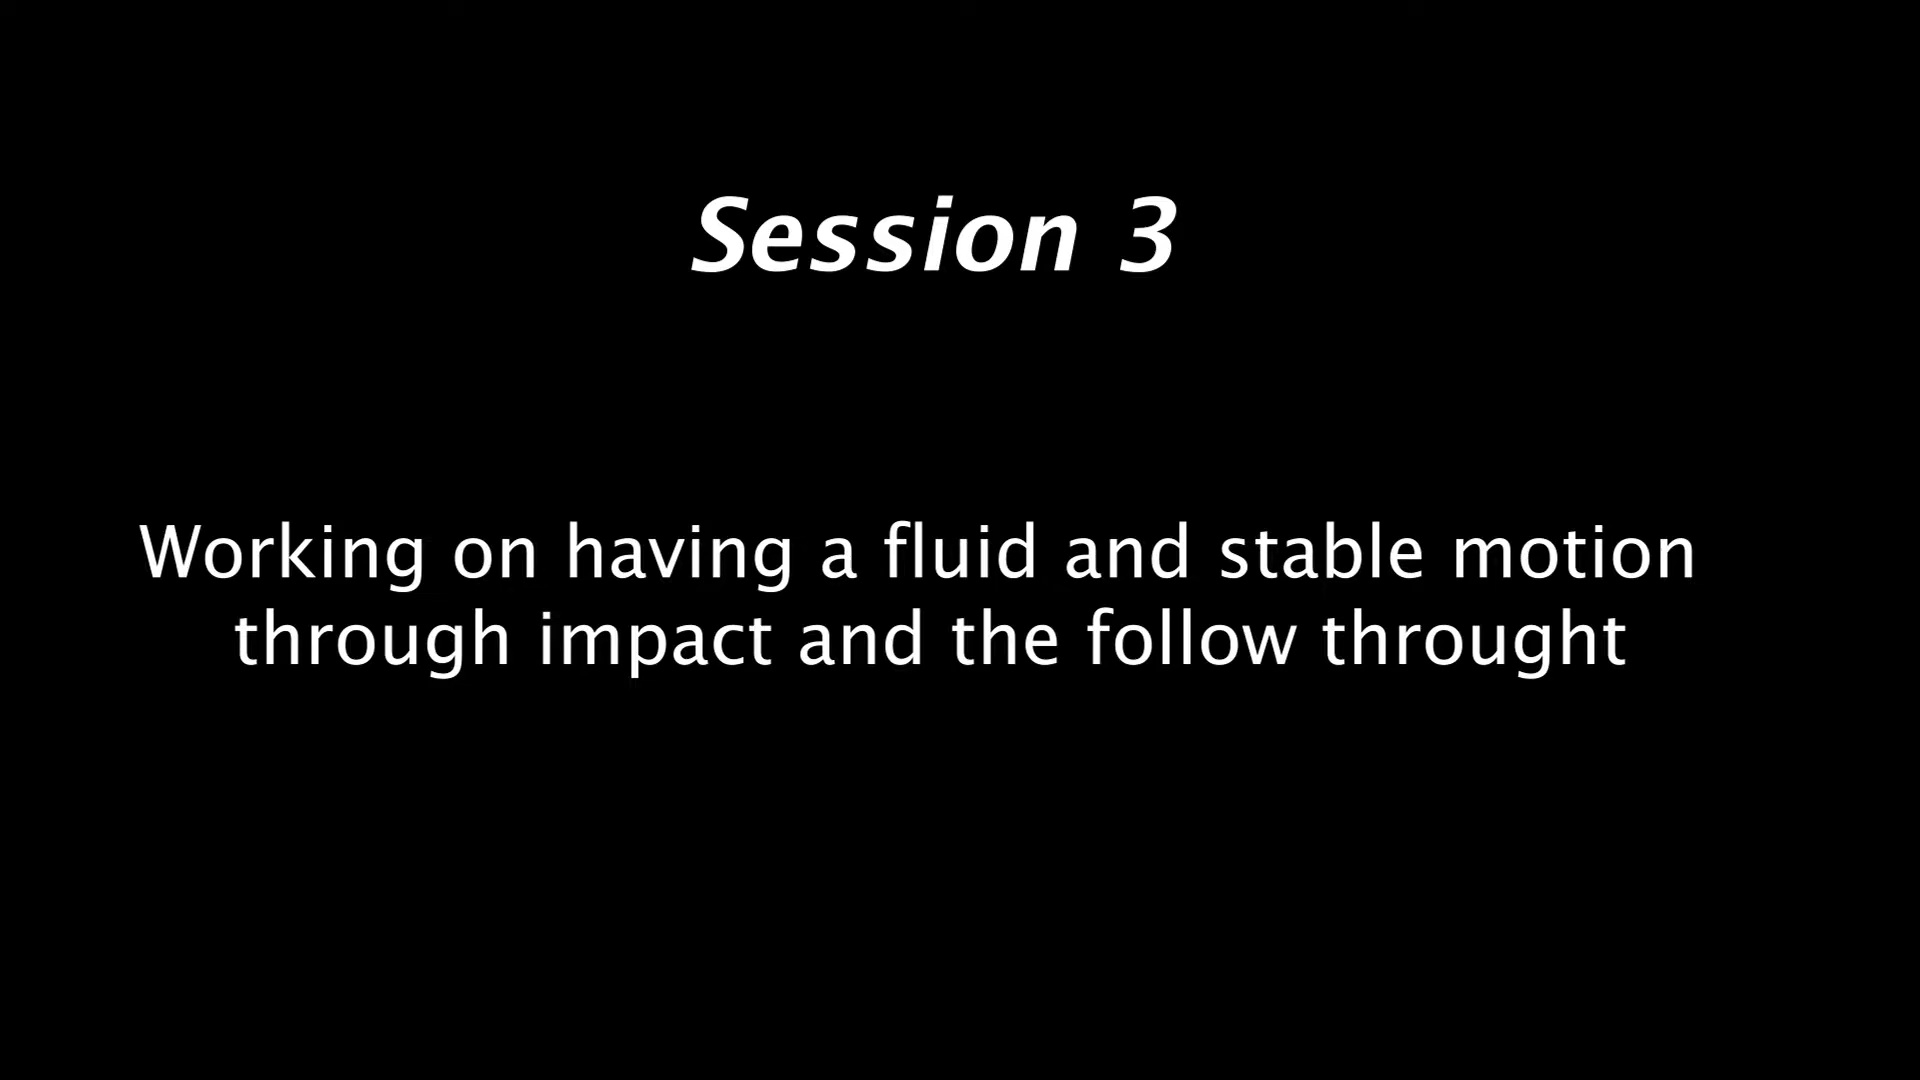 Session 3
Working on having a fluid and stable motion
through impact and the follow throught